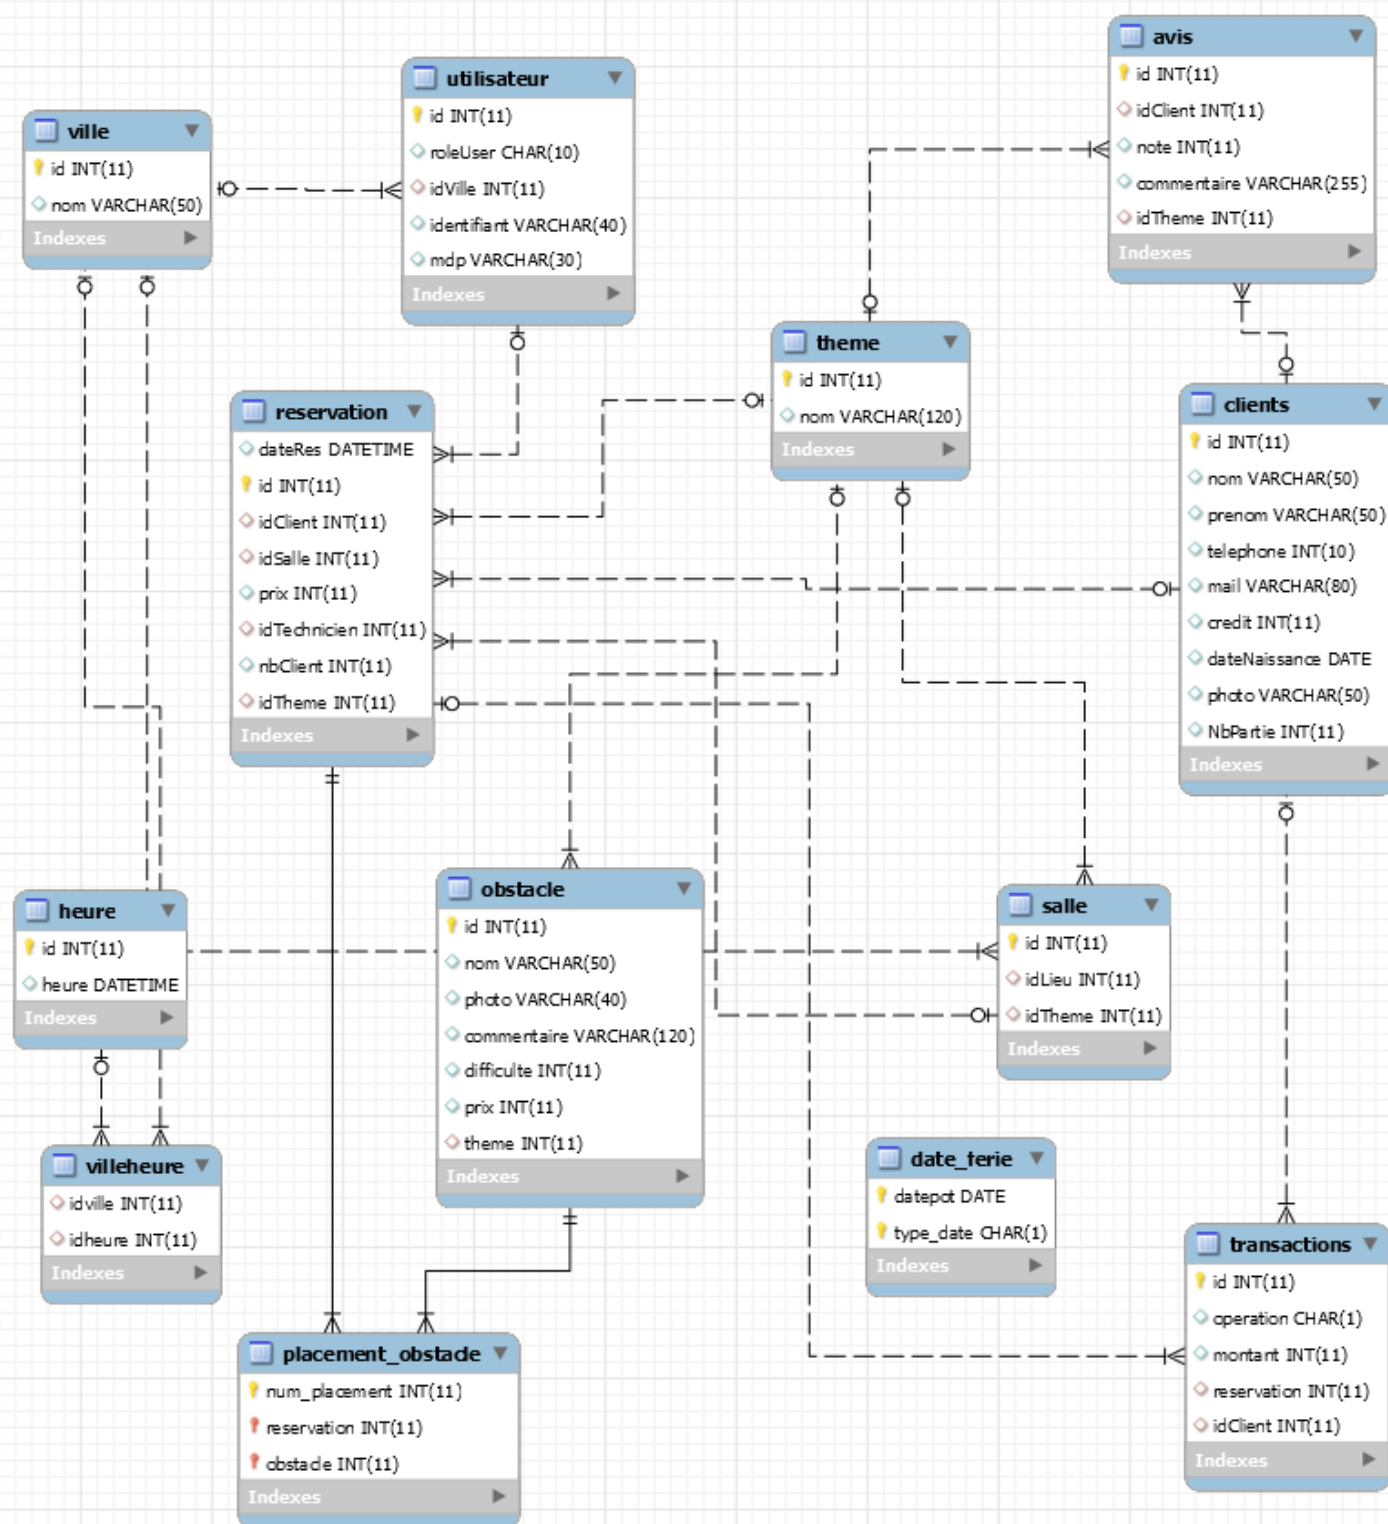 ville
id INT(11)
nom VARCHAR(50)
Indexes
utilisateur
id INT(11)
roleUser CHAR(10)
idVille INT(11)
identifiant VARCHAR(40)
mdp VARCHAR(30)
Indexes
avis
id INT(11)
idClient INT(11)
note INT(11)
commentaire VARCHAR(255)
idTheme INT(11)
Indexes
theme
id INT(11)
nom VARCHAR(120)
Indexes
reservation
dateRes DATETIME
id INT(11)
idClient INT(11)
idSalle INT(11)
prix INT(11)
idTechnicien INT(11)
nbClient INT(11)
idTheme INT(11)
Indexes
clients
id INT(11)
nom VARCHAR(50)
prenom VARCHAR(50)
telephone INT(10)
mail VARCHAR(80)
credit INT(11)
dateNaissance DATE
photo VARCHAR(50)
NbPartie INT(11)
Indexes
heure
id INT(11)
heure DATETIME
Indexes
obstacle
id INT(11)
nom VARCHAR(50)
photo VARCHAR(40)
commentaire VARCHAR(120)
difficulte INT(11)
prix INT(11)
theme INT(11)
Indexes
salle
id INT(11)
idLieu INT(11)
idTheme INT(11)
Indexes
villeheure
idville INT(11)
idheure INT(11)
Indexes
date_ferie
datepot DATE
type_date CHAR(1)
Indexes
transactions
id INT(11)
operation CHAR(1)
montant INT(11)
reservation INT(11)
idClient INT(11)
Indexes
placement_obstacle
num_placement INT(11)
reservation INT(11)
obstacle INT(11)
Indexes